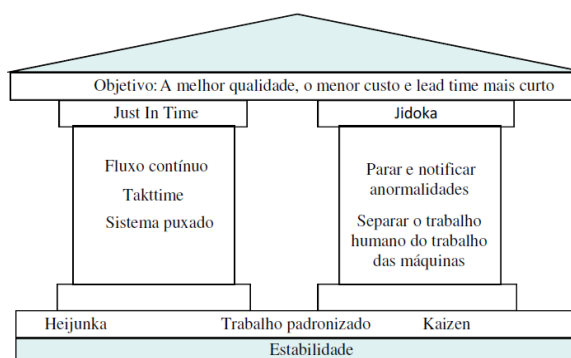 Objetivo: A melhor qualidade, o menor custo e lead time mais curto
Just In Time
Jidoka
Fluxo contínuo
Takttime
Sistema puxado
Parar e notificar
anormalidades
Separar o trabalho
humano do trabalho
das máquinas
Heijunka
Trabalho padronizado
Kaizen
Estabilidade